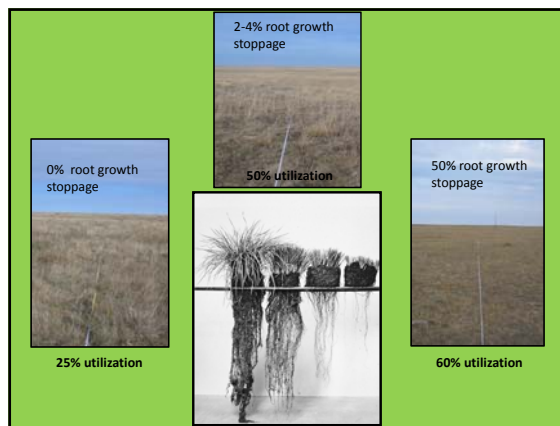 2-4% root growth
stoppage
50% utilization
0% root growth
stoppage
25% utilization
50% root growth
stoppage
60% utilization